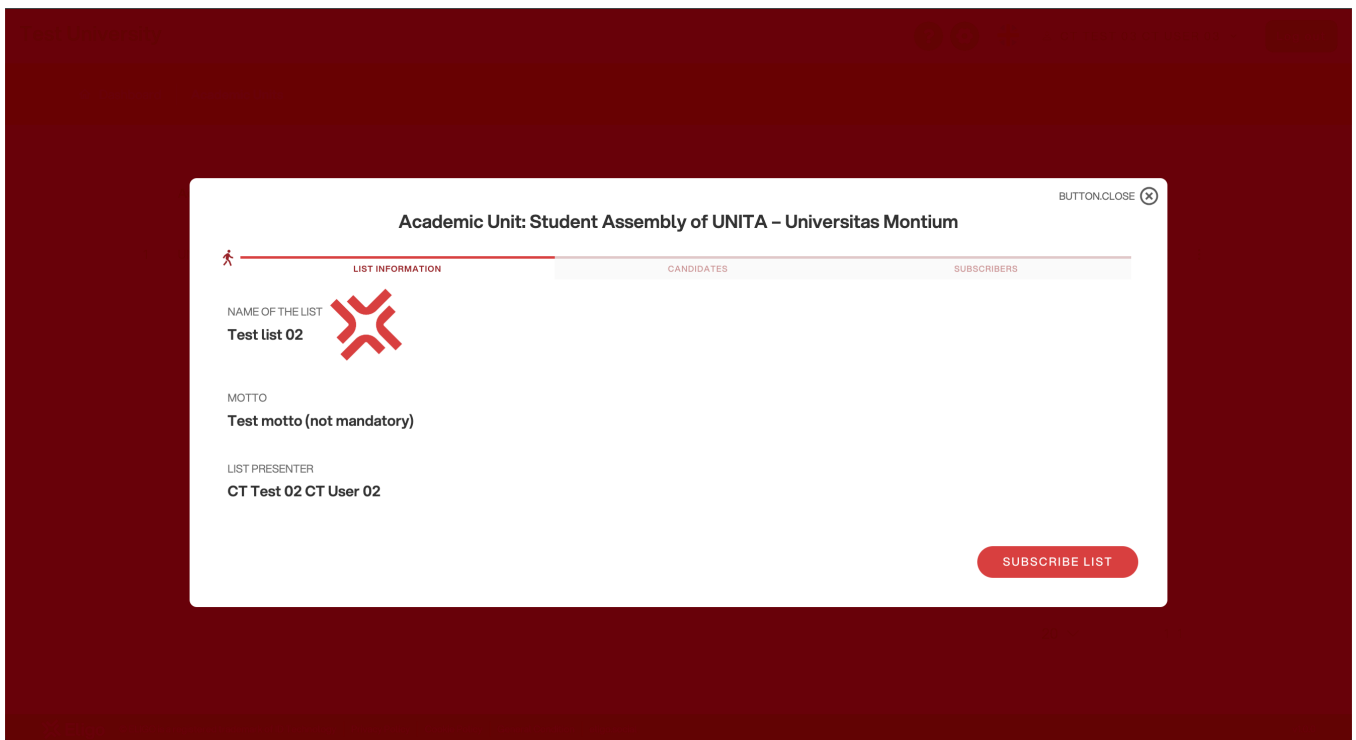 BUTTON.CLOSE
Academic Unit: Student Assembly of UNITA – Universitas Montium
LIST INFORMATION
CANDIDATES
SUBSCRIBERS
NAME OF THE LIST
Test list 02
MOTTO
Test motto (not mandatory)
LIST PRESENTER
CT Test 02 CT User 02
SUBSCRIBE LIST